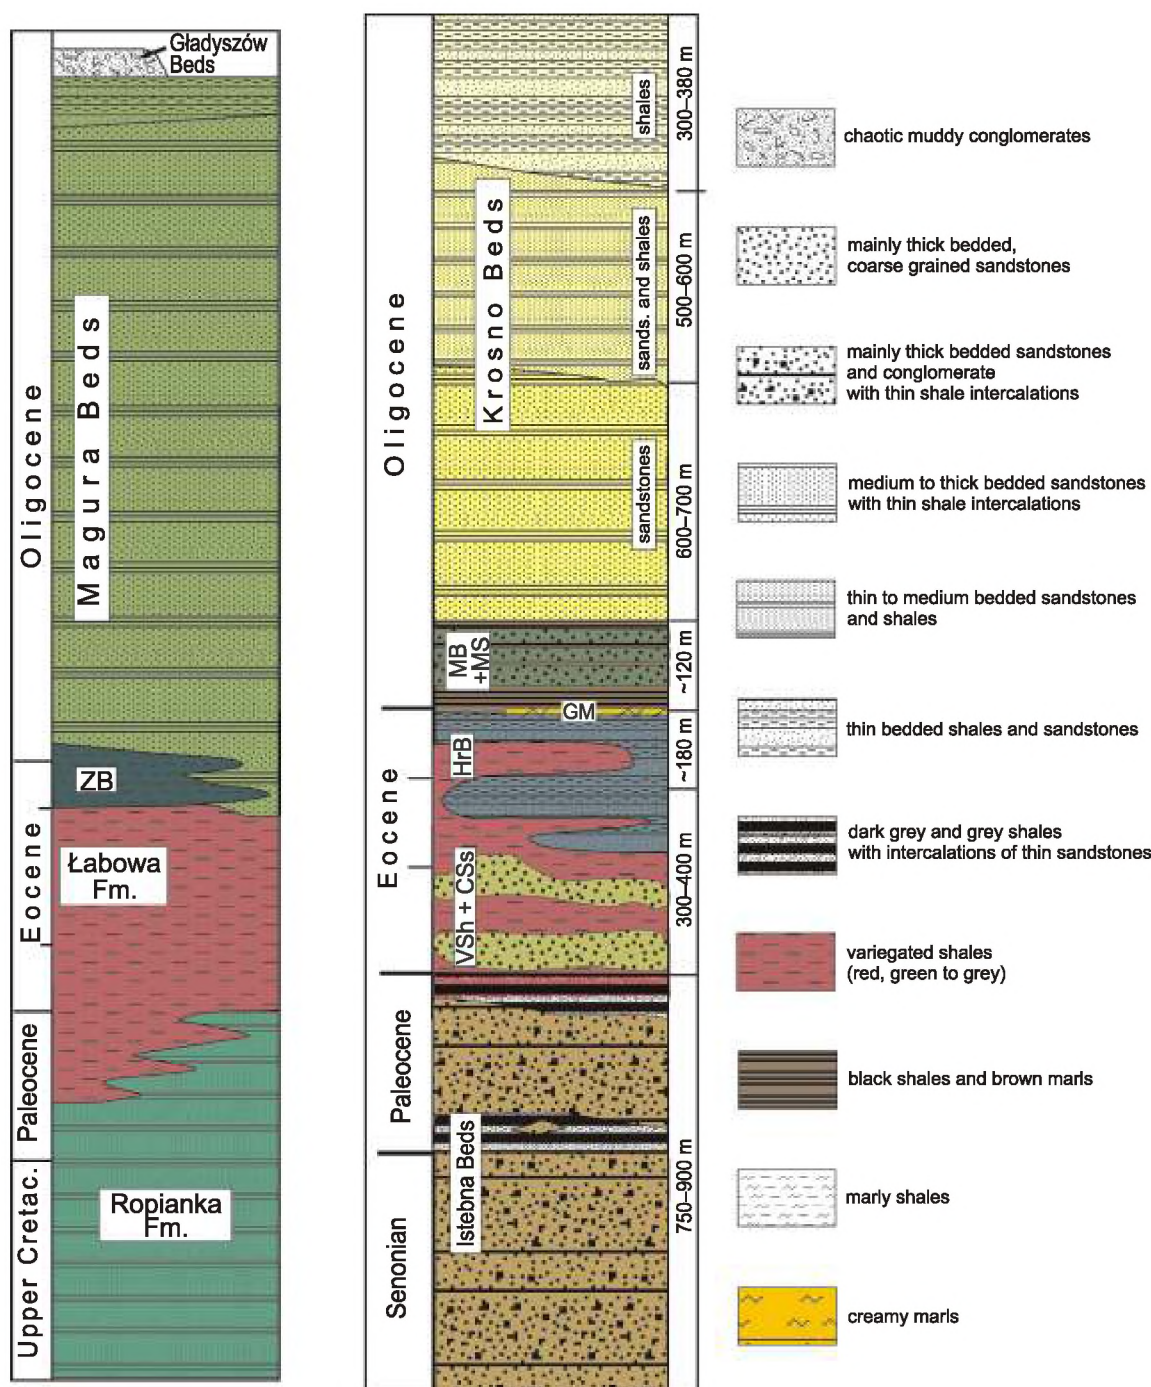 Gładyszów
Beds
Oligocene
Magura Beds
ZB
Eocene
Łabowa
Fm.
Paleocene
Upper Cretac.
Ropianka
Fm.
Oligocene
Krosno Beds
shales
300–380 m
sands. and shales
500–600 m
sandstones
600–700 m
MB
+MS
~120 m
GM
Eocene
HrB
~180 m
VSh + CSs
300–400 m
Paleocene
Senonian
Istebna Beds
750–900 m
chaotic muddy conglomerates
mainly thick bedded,
coarse grained sandstones
mainly thick bedded sandstones
and conglomerate
with thin shale intercalations
medium to thick bedded sandstones
with thin shale intercalations
thin to medium bedded sandstones
and shales
thin bedded shales and sandstones
dark grey and grey shales
with intercalations of thin sandstones
variegated shales
(red, green to grey)
black shales and brown marls
marly shales
creamy marls